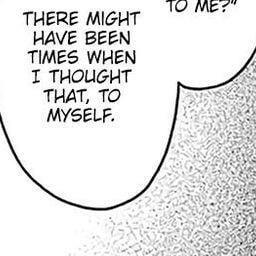 TO ME?"
THERE MIGHT
HAVE BEEN
TIMES WHEN
I THOUGHT
THAT, TO
MYSELF.